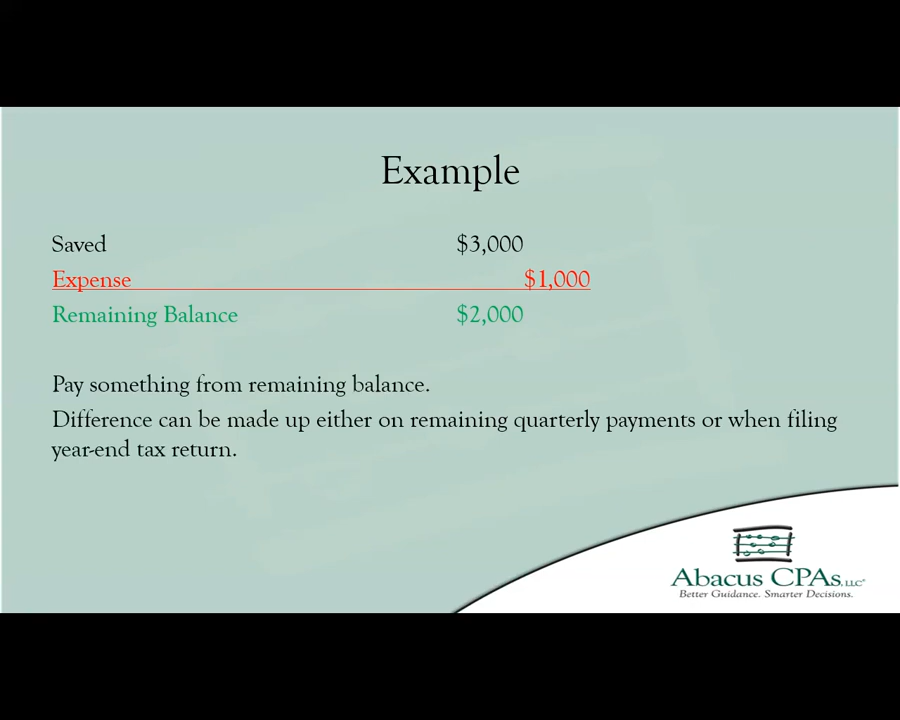 Example
Saved $3,000
Expense $1,000
Remaining Balance $2,000
Pay something from remaining balance.
Difference can be made up either on remaining quarterly payments or when filing
year-end tax return.
Abacus CPAs, LLC
Better Guidance. Smarter Decisions.